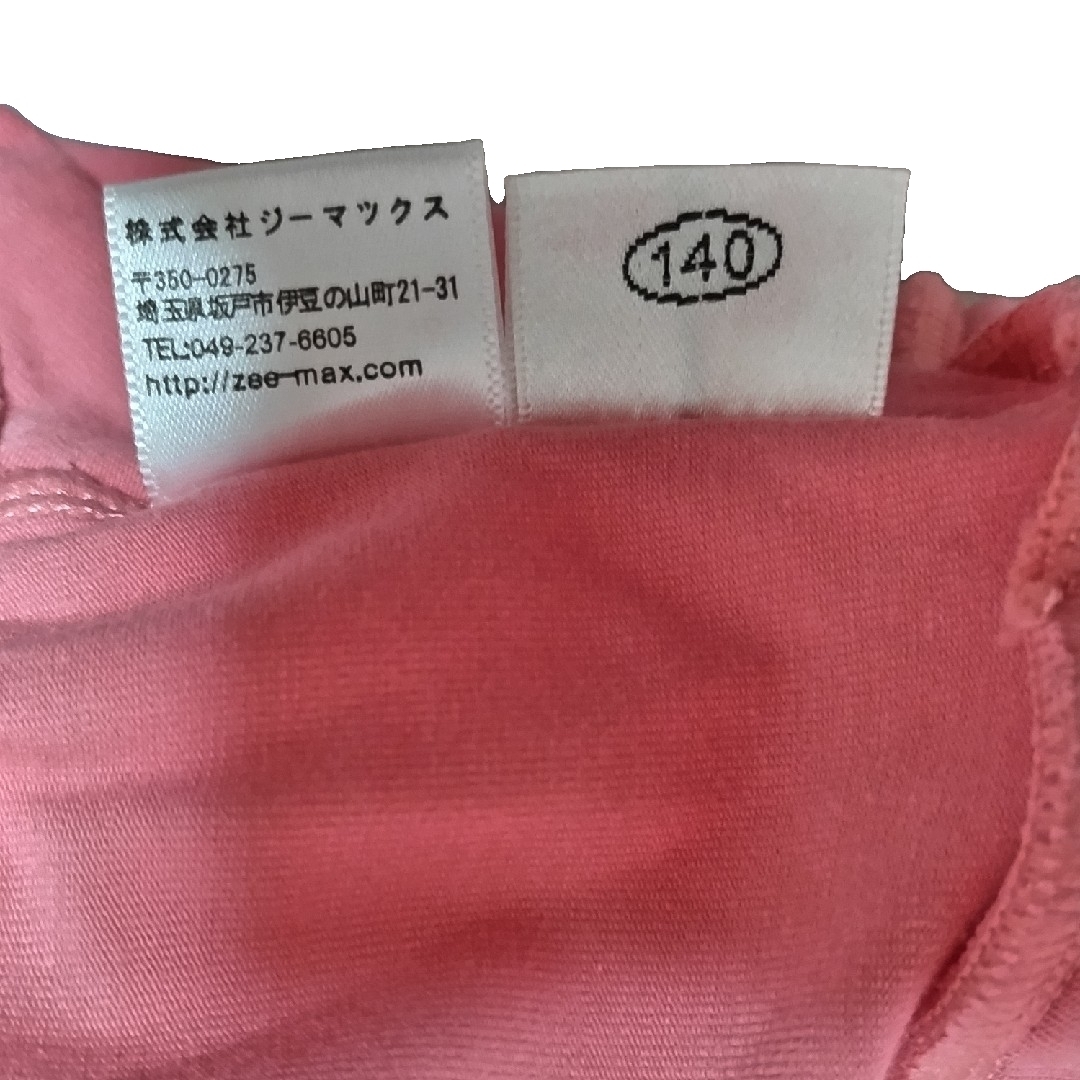 株式会社ジーマックス
〒350-0275
埼玉県坂戸市伊豆の山町21-31
TEL:049-237-6605
http://zee-max.com
140